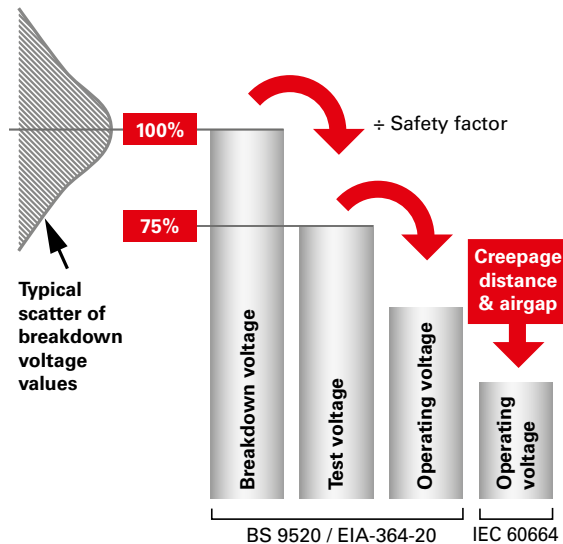 100%
÷ Safety factor
75%
Creepage
distance
& airgap
Typical
scatter of
breakdown
voltage
values
Breakdown voltage
Test voltage
Operating voltage
Operating
voltage
BS 9520 / EIA-364-20
IEC 60664